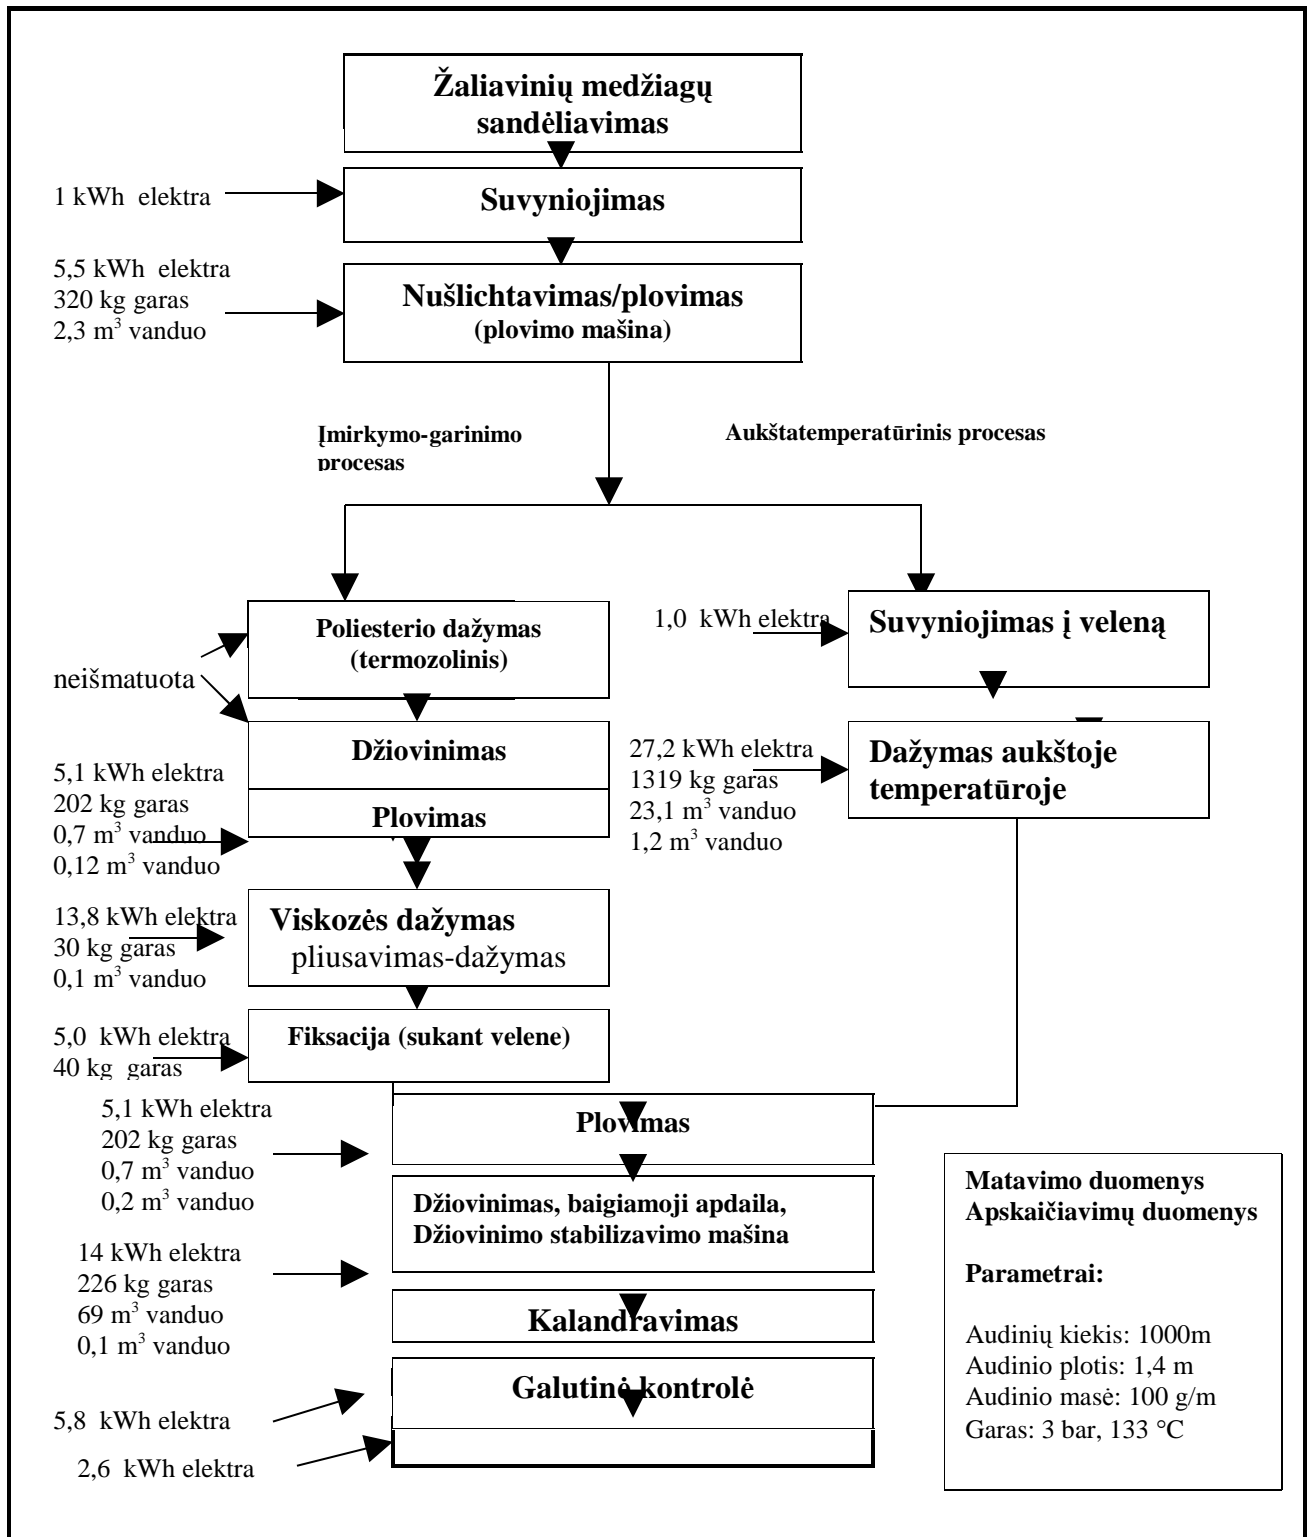 Žaliavinių medžiagų
sandėliavimas
1 kWh elektra
Suvyniojimas
5,5 kWh elektra
320 kg garas
2,3 m³ vanduo
Nušlichtavimas/plovimas
(plovimo mašina)
Įmirkymo-garinimo
procesas
Aukštatemperatūrinis procesas
Poliesterio dažymas
(termozolinis)
1,0 kWh elektra
Suvyniojimas į veleną
neišmatuota
Džiovinimas
5,1 kWh elektra
202 kg garas
0,7 m³ vanduo
0,12 m³ vanduo
Plovimas
27,2 kWh elektra
1319 kg garas
23,1 m³ vanduo
1,2 m³ vanduo
Dažymas aukštoje
temperatūroje
13,8 kWh elektra
30 kg garas
0,1 m³ vanduo
Viskozės dažymas
pliusavimas-dažymas
5,0 kWh elektra
40 kg garas
Fiksacija (sukant velene)
5,1 kWh elektra
202 kg garas
0,7 m³ vanduo
0,2 m³ vanduo
Plovimas
Džiovinimas, baigiamoji apdaila,
Džiovinimo stabilizavimo mašina
14 kWh elektra
226 kg garas
69 m³ vanduo
0,1 m³ vanduo
Kalandravimas
Galutinė kontrolė
5,8 kWh elektra
2,6 kWh elektra
Matavimo duomenys
Apskaičiavimų duomenys
Parametrai:
Audinių kiekis: 1000m
Audinio plotis: 1,4 m
Audinio masė: 100 g/m
Garas: 3 bar, 133 °C